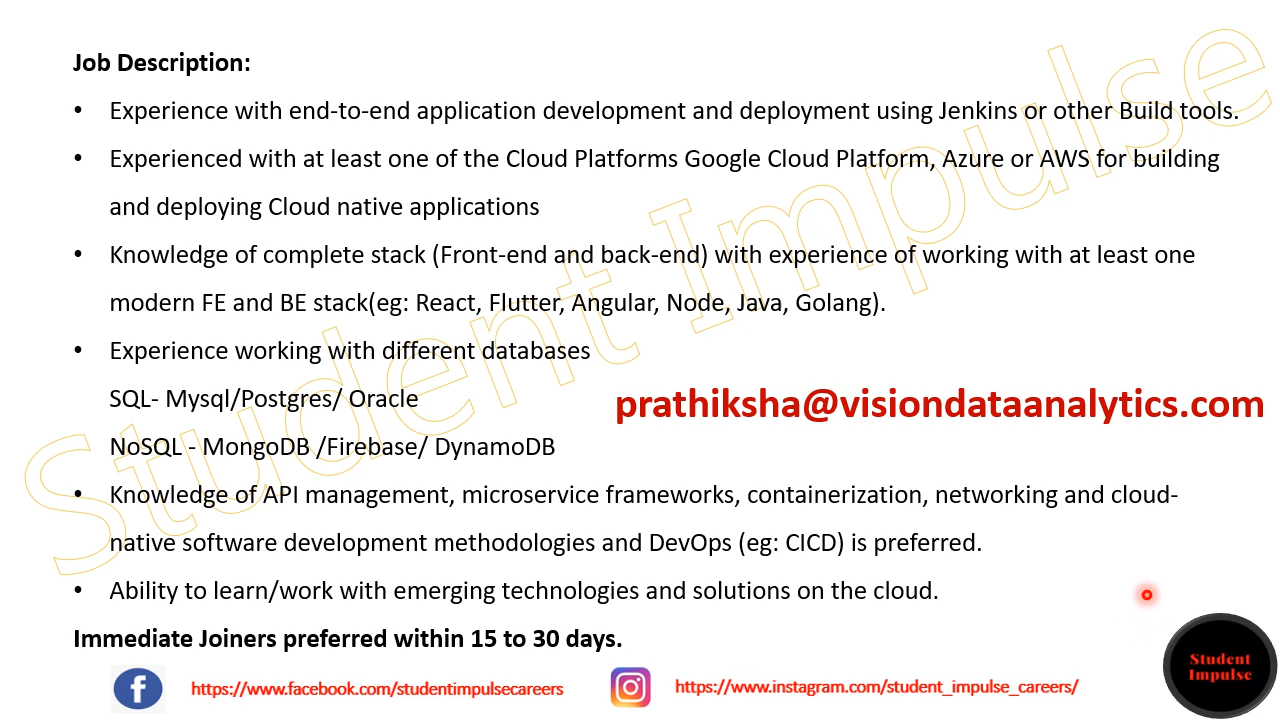 Job Description:
• Experience with end-to-end application development and deployment using Jenkins or other Build tools.
• Experienced with at least one of the Cloud Platforms Google Cloud Platform, Azure or AWS for building
and deploying Cloud native applications
• Knowledge of complete stack (Front-end and back-end) with experience of working with at least one
modern FE and BE stack(eg: React, Flutter, Angular, Node, Java, Golang).
• Experience working with different databases
SQL- Mysql/Postgres/ Oracle
prathiksha@visiondataanalytics.com
NoSQL - MongoDB /Firebase/ DynamoDB
• Knowledge of API management, microservice frameworks, containerization, networking and cloud-
native software development methodologies and DevOps (eg: CICD) is preferred.
• Ability to learn/work with emerging technologies and solutions on the cloud.
Immediate Joiners preferred within 15 to 30 days.
https://www.facebook.com/studentimpulsecareers
https://www.instagram.com/student_impulse_careers/
Student
Impulse
Student Impulse